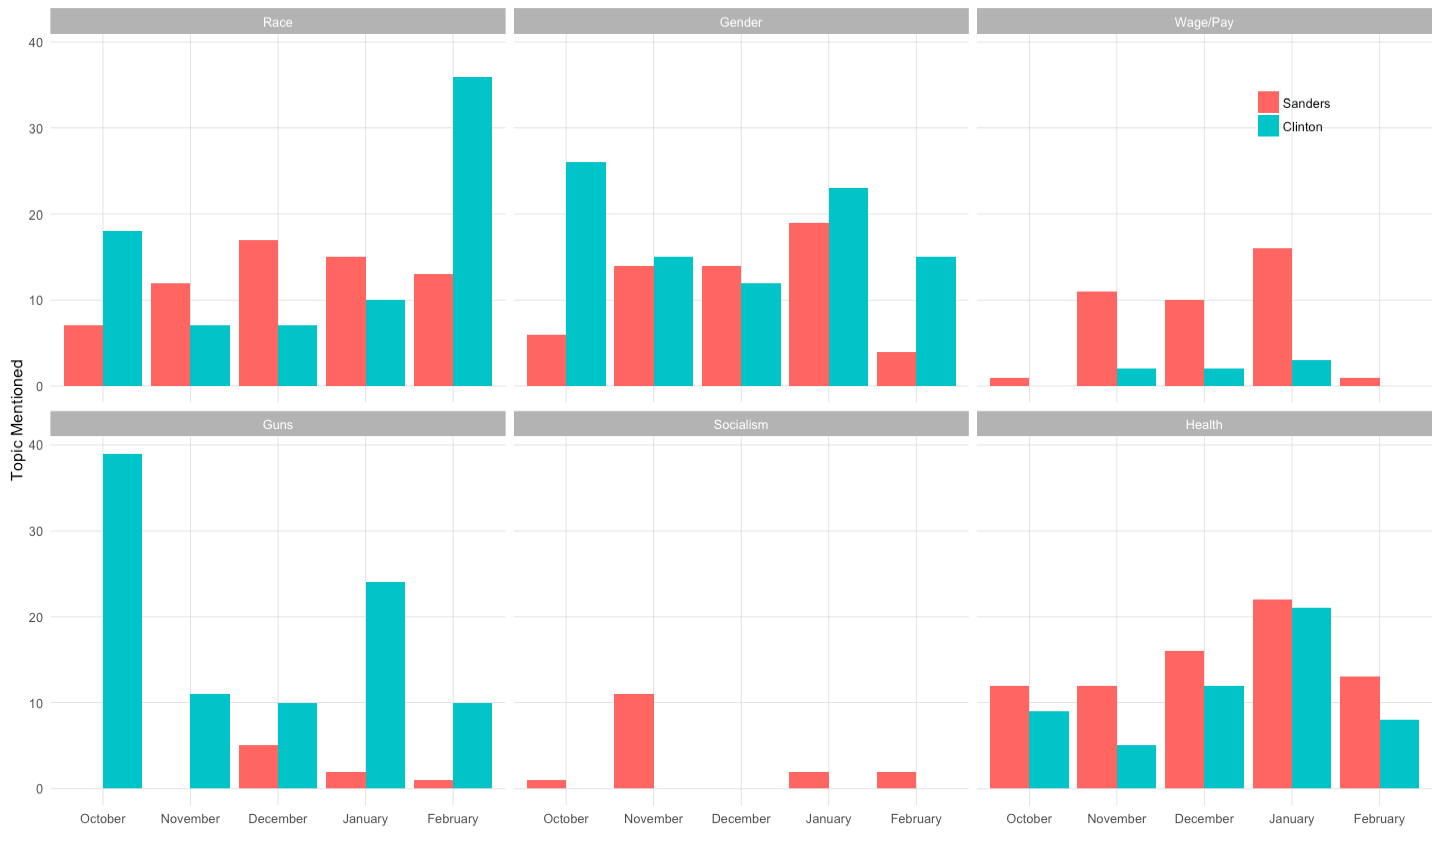 Race Gender Wage/Pay
40
30
20
10
0
Sanders
Clinton
Topic Mentioned
Guns Socialism Health
40
30
20
10
0
October November December January February October November December January February October November December January February